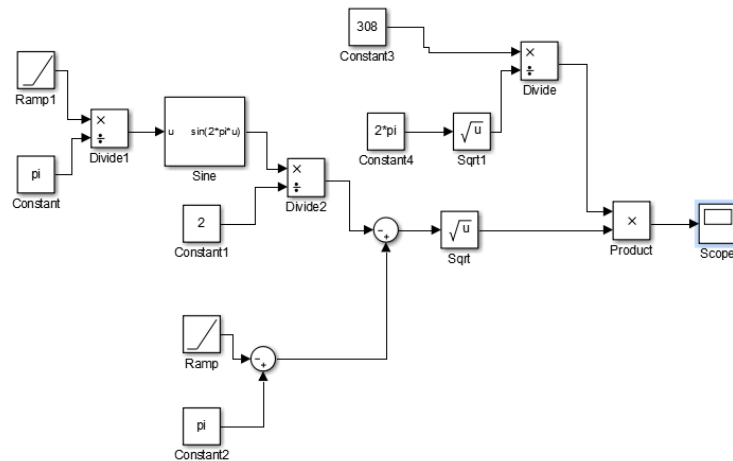 308
Constant3
×
÷
Divide
Ramp1
2*pi
Constant4
√u
Sqrt1
×
÷
Divide1
u sin(2*pi*u)
Sine
pi
Constant
×
÷
Divide2
2
Constant1
-
+
√u
Sqrt
×
Product
Scope
Ramp
-
+
pi
Constant2